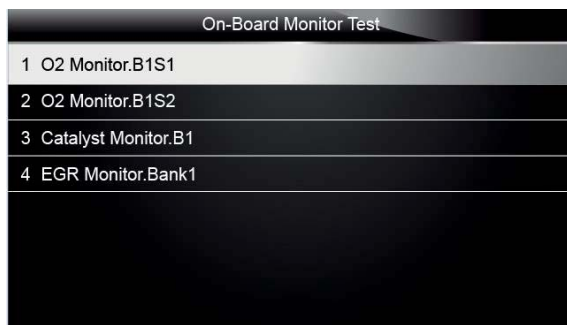 On-Board Monitor Test
1 O2 Monitor.B1S1
2 O2 Monitor.B1S2
3 Catalyst Monitor.B1
4 EGR Monitor.Bank1